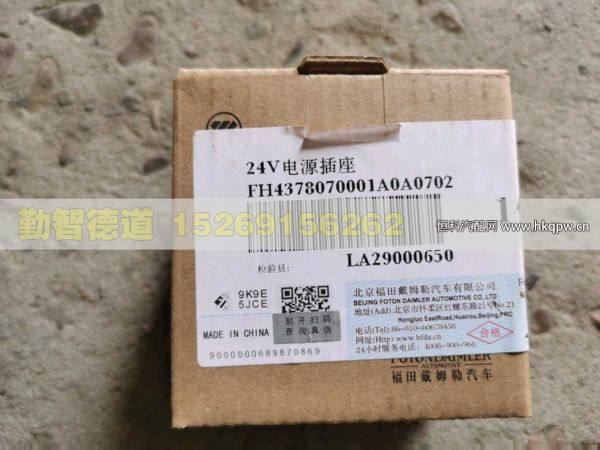 24V电源插座
FH4378070001A0A0702
勤智德道 15269156262
恒科汽配网 www.hkqpw.cn
LA29000650
检验员:
9K9E
5JCE
刮开扫码
查询真伪
MADE IN CHINA
9000000689870869
北京福田戴姆勒汽车有限公司
BEIJING FOTON DAIMLER AUTOMOTIVE CO., LTD
地址(Add):北京市怀柔区红螺东路21号No.21
Hongluo EastRoad,Huairou,Beijing,PRC
电话(Tel):86-010-60678458
网址(Http):www.bfda.cn
24小时服务电话: 4008-900-966
合格
FOTONDAIMLER
AUTOMOTIVE
福田戴姆勒汽车